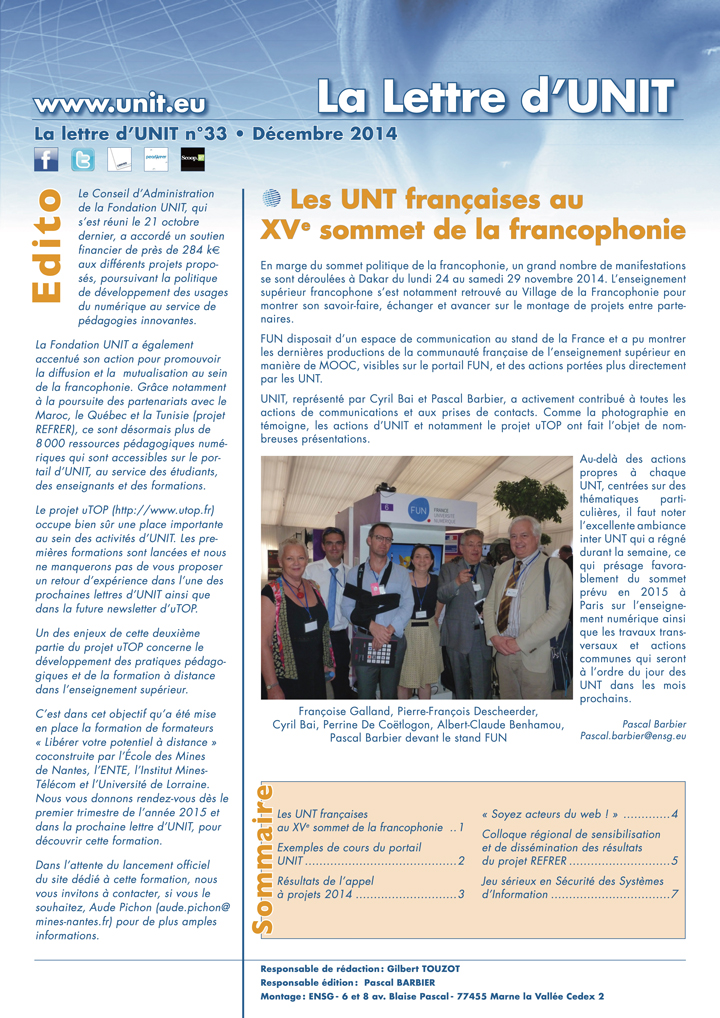 www.unit.eu
La Lettre d'UNIT
La lettre d'UNIT n°33 • Décembre 2014
Scoop.it
Edito
Le Conseil d'Administration
de la Fondation UNIT, qui
s'est réuni le 21 octobre
dernier, a accordé un soutien
financier de près de 284 k€
aux différents projets propo-
sés, poursuivant la politique
de développement des usages
du numérique au service de
pédagogies innovantes.
La Fondation UNIT a également
accentué son action pour promouvoir
la diffusion et la mutualisation au sein
de la francophonie. Grâce notamment
à la poursuite des partenariats avec le
Maroc, le Québec et la Tunisie (projet
REFRER), ce sont désormais plus de
8 000 ressources pédagogiques numé-
riques qui sont accessibles sur le por-
tail d'UNIT, au service des étudiants,
des enseignants et des formations.
Le projet uTOP (http://www.utop.fr)
occupe bien sûr une place importante
au sein des activités d'UNIT. Les pre-
mières formations sont lancées et nous
ne manquerons pas de vous proposer
un retour d'expérience dans l'une des
prochaines lettres d'UNIT ainsi que
dans la future newsletter d'uTOP.
Un des enjeux de cette deuxième
partie du projet uTOP concerne le
développement des pratiques pédago-
giques et de la formation à distance
dans l'enseignement supérieur.
C'est dans cet objectif qu'a été mise
en place la formation de formateurs
« Libérer votre potentiel à distance »
coconstruite par l'École des Mines
de Nantes, l'ENTE, l'Institut Mines-
Télécom et l'Université de Lorraine.
Nous vous donnons rendez-vous dès le
premier trimestre de l'année 2015 et
dans la prochaine lettre d'UNIT, pour
découvrir cette formation.
Dans l'attente du lancement officiel
du site dédié à cette formation, nous
vous invitons à contacter, si vous le
souhaitez, Aude Pichon (aude.pichon@
mines-nantes.fr) pour de plus amples
informations.
Les UNT françaises au
XVe sommet de la francophonie
En marge du sommet politique de la francophonie, un grand nombre de manifestations
se sont déroulées à Dakar du lundi 24 au samedi 29 novembre 2014. L'enseignement
supérieur francophone s'est notamment retrouvé au Village de la Francophonie pour
montrer son savoir-faire, échanger et avancer sur le montage de projets entre parte-
naires.
FUN disposait d'un espace de communication au stand de la France et a pu montrer
les dernières productions de la communauté française de l'enseignement supérieur en
manière de MOOC, visibles sur le portail FUN, et des actions portées plus directement
par les UNT.
UNIT, représenté par Cyril Bai et Pascal Barbier, a activement contribué à toutes les
actions de communications et aux prises de contacts. Comme la photographie en
témoigne, les actions d'UNIT et notamment le projet uTOP ont fait l'objet de nom-
breuses présentations.
6
FUN
FRANCE
UNIVERSITÉ
NUMÉRIQUE
Au-delà des actions
propres à chaque
UNT, centrées sur des
thématiques parti-
culières, il faut noter
l'excellente ambiance
inter UNT qui a régné
durant la semaine, ce
qui présage favora-
blement du sommet
prévu en 2015 à
Paris sur l'enseigne-
ment numérique ainsi
que les travaux trans-
versaux et actions
communes qui seront
à l'ordre du jour des
UNT dans les mois
prochains.
Pascal Barbier
Pascal.barbier@ensg.eu
Françoise Galland, Pierre-François Descheerder,
Cyril Bai, Perrine De Coëtlogon, Albert-Claude Benhamou,
Pascal Barbier devant le stand FUN
Sommaire
Les UNT françaises
au XVe sommet de la francophonie ..1
Exemples de cours du portail
UNIT ..........................................2
Résultats de l'appel
à projets 2014 ............................3
« Soyez acteurs du web ! » .............4
Colloque régional de sensibilisation
et de dissémination des résultats
du projet REFRER ............................5
Jeu sérieux en Sécurité des Systèmes
d'Information .................................7
Responsable de rédaction : Gilbert TOUZOT
Responsable édition : Pascal BARBIER
Montage : ENSG - 6 et 8 av. Blaise Pascal - 77455 Marne la Vallée Cedex 2